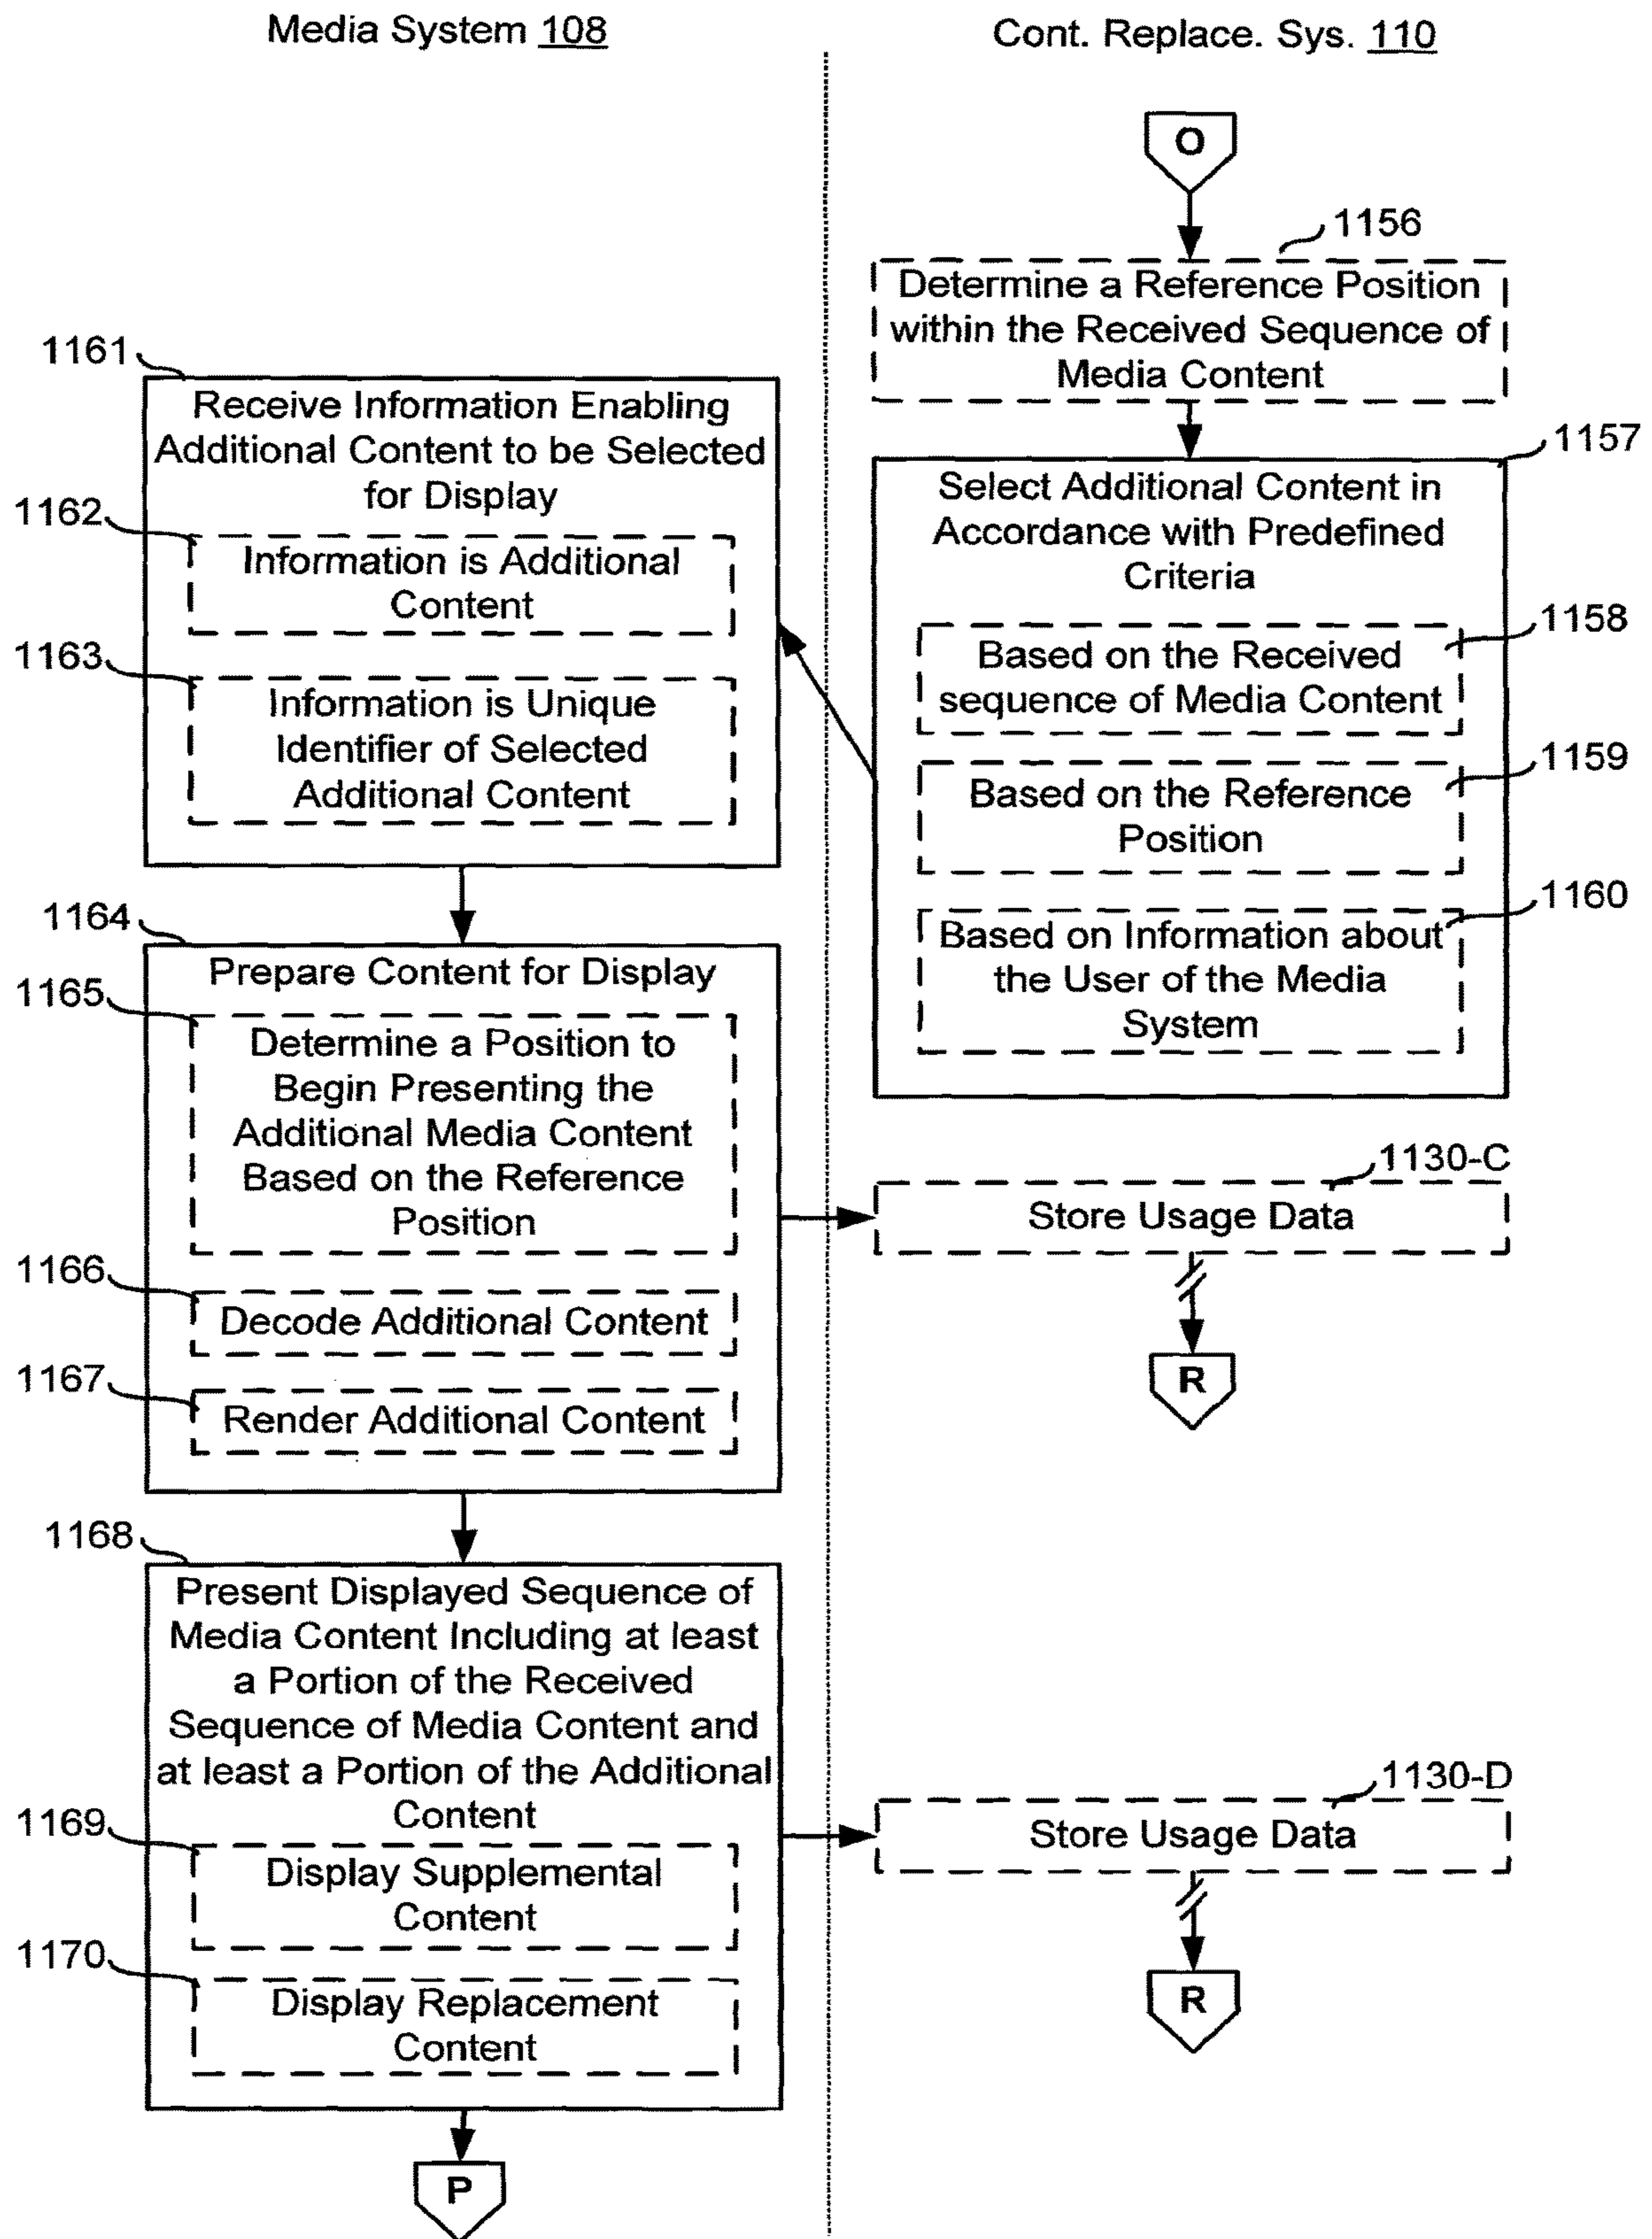 Media System 108
Cont. Replace. Sys. 110
O
1156
Determine a Reference Position
within the Received Sequence of
Media Content
1157
Select Additional Content in
Accordance with Predefined
Criteria
1158
Based on the Received
sequence of Media Content
1159
Based on the Reference
Position
1160
Based on Information about
the User of the Media
System
1161
Receive Information Enabling
Additional Content to be Selected
for Display
1162
Information is Additional
Content
1163
Information is Unique
Identifier of Selected
Additional Content
1164
Prepare Content for Display
1165
Determine a Position to
Begin Presenting the
Additional Media Content
Based on the Reference
Position
1166
Decode Additional Content
1167
Render Additional Content
1130-C
Store Usage Data
R
1168
Present Displayed Sequence of
Media Content Including at least
a Portion of the Received
Sequence of Media Content and
at least a Portion of the Additional
Content
1169
Display Supplemental
Content
1170
Display Replacement
Content
1130-D
Store Usage Data
R
P